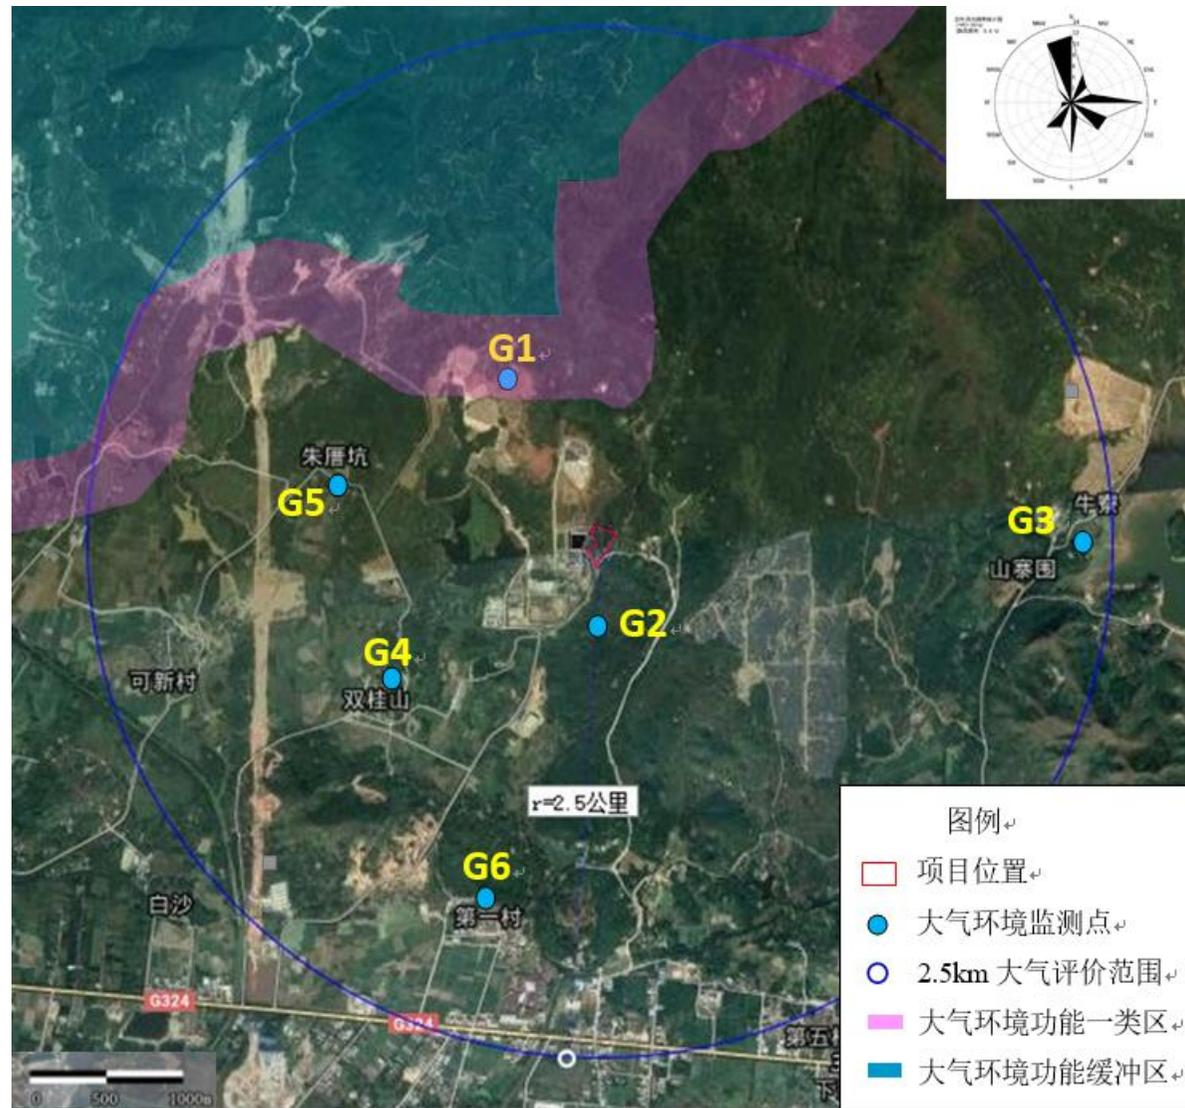 G1
朱厝坑
G5
G3
牛寮
山寨围
G2
G4
双桂山
可新村
r=2.5公里
G6
第一村
白沙
G324
G324
第五
0 500 1000m
图例
项目位置
大气环境监测点
2.5km 大气评价范围
大气环境功能一类区
大气环境功能缓冲区